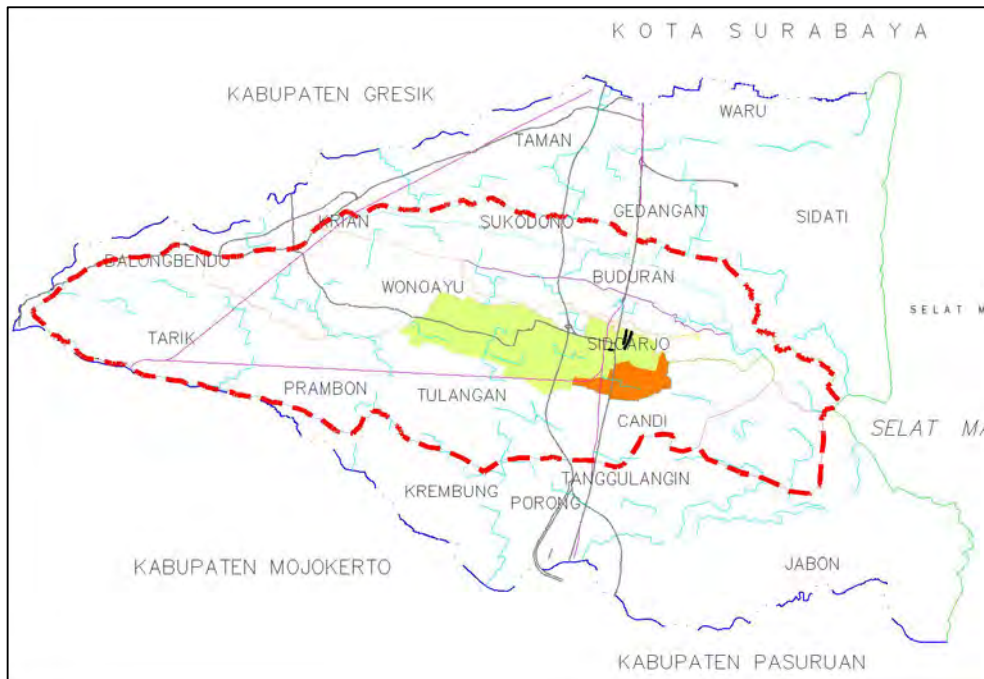 KOTA SURABAYA
KABUPATEN GRESIK
WARU
TAMAN
KRIAN
SUKODONO
GEDANGAN
SIDATI
BALONGBENDO
BUDURAN
WONOAYU
SELAT M
TARIK
SIDOARJO
PRAMBON
TULANGAN
CANDI
SELAT MA
TANGGULANGIN
KREMBUNG
PORONG
KABUPATEN MOJOKERTO
JABON
KABUPATEN PASURUAN